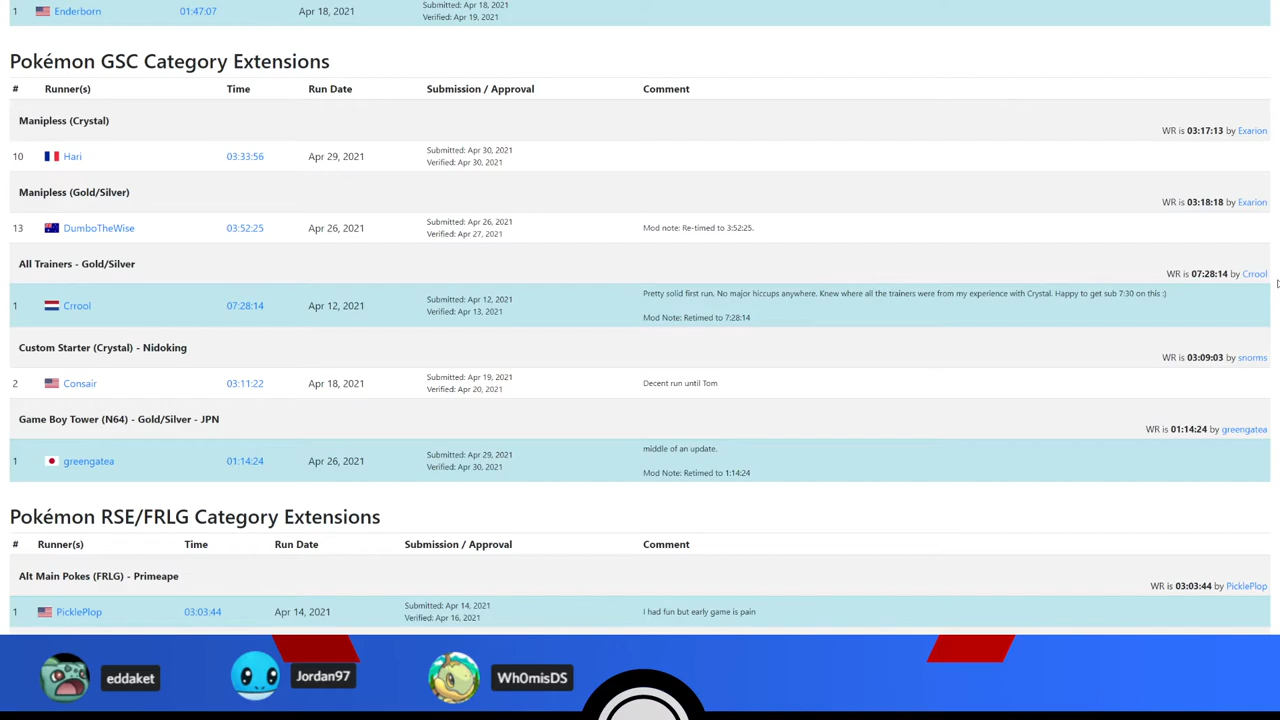 1 Enderborn 01:47:07 Apr 18, 2021 Submitted: Apr 18, 2021
Verified: Apr 19, 2021
Pokémon GSC Category Extensions
# Runner(s) Time Run Date Submission / Approval Comment
Manipless (Crystal)
WR is 03:17:13 by Exarion
10 Hari 03:33:56 Apr 29, 2021 Submitted: Apr 30, 2021
Verified: Apr 30, 2021
Manipless (Gold/Silver)
WR is 03:18:18 by Exarion
13 DumboTheWise 03:52:25 Apr 26, 2021 Submitted: Apr 26, 2021
Verified: Apr 27, 2021
Mod note: Re-timed to 3:52:25.
All Trainers - Gold/Silver
WR is 07:28:14 by Crrool
1 Crrool 07:28:14 Apr 12, 2021 Submitted: Apr 12, 2021
Verified: Apr 13, 2021
Pretty solid first run. No major hiccups anywhere. Knew where all the trainers were from my experience with Crystal. Happy to get sub 7:30 on this :)
Mod Note: Retimed to 7:28:14
Custom Starter (Crystal) - Nidoking
WR is 03:09:03 by snorms
2 Consair 03:11:22 Apr 18, 2021 Submitted: Apr 19, 2021
Verified: Apr 20, 2021
Decent run until Tom
Game Boy Tower (N64) - Gold/Silver - JPN
WR is 01:14:24 by greengatea
1 greengatea 01:14:24 Apr 26, 2021 Submitted: Apr 29, 2021
Verified: Apr 30, 2021
middle of an update.
Mod Note: Retimed to 1:14:24
Pokémon RSE/FRLG Category Extensions
# Runner(s) Time Run Date Submission / Approval Comment
Alt Main Pokes (FRLG) - Primeape
WR is 03:03:44 by PicklePlop
1 PicklePlop 03:03:44 Apr 14, 2021 Submitted: Apr 14, 2021
Verified: Apr 16, 2021
I had fun but early game is pain
eddaket Jordan97 Wh0misDS